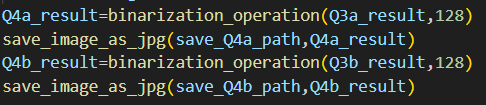 Q4a_result=binarization_operation(Q3a_result,128)
save_image_as_jpg(save_Q4a_path,Q4a_result)
Q4b_result=binarization_operation(Q3b_result,128)
save_image_as_jpg(save_Q4b_path,Q4b_result)